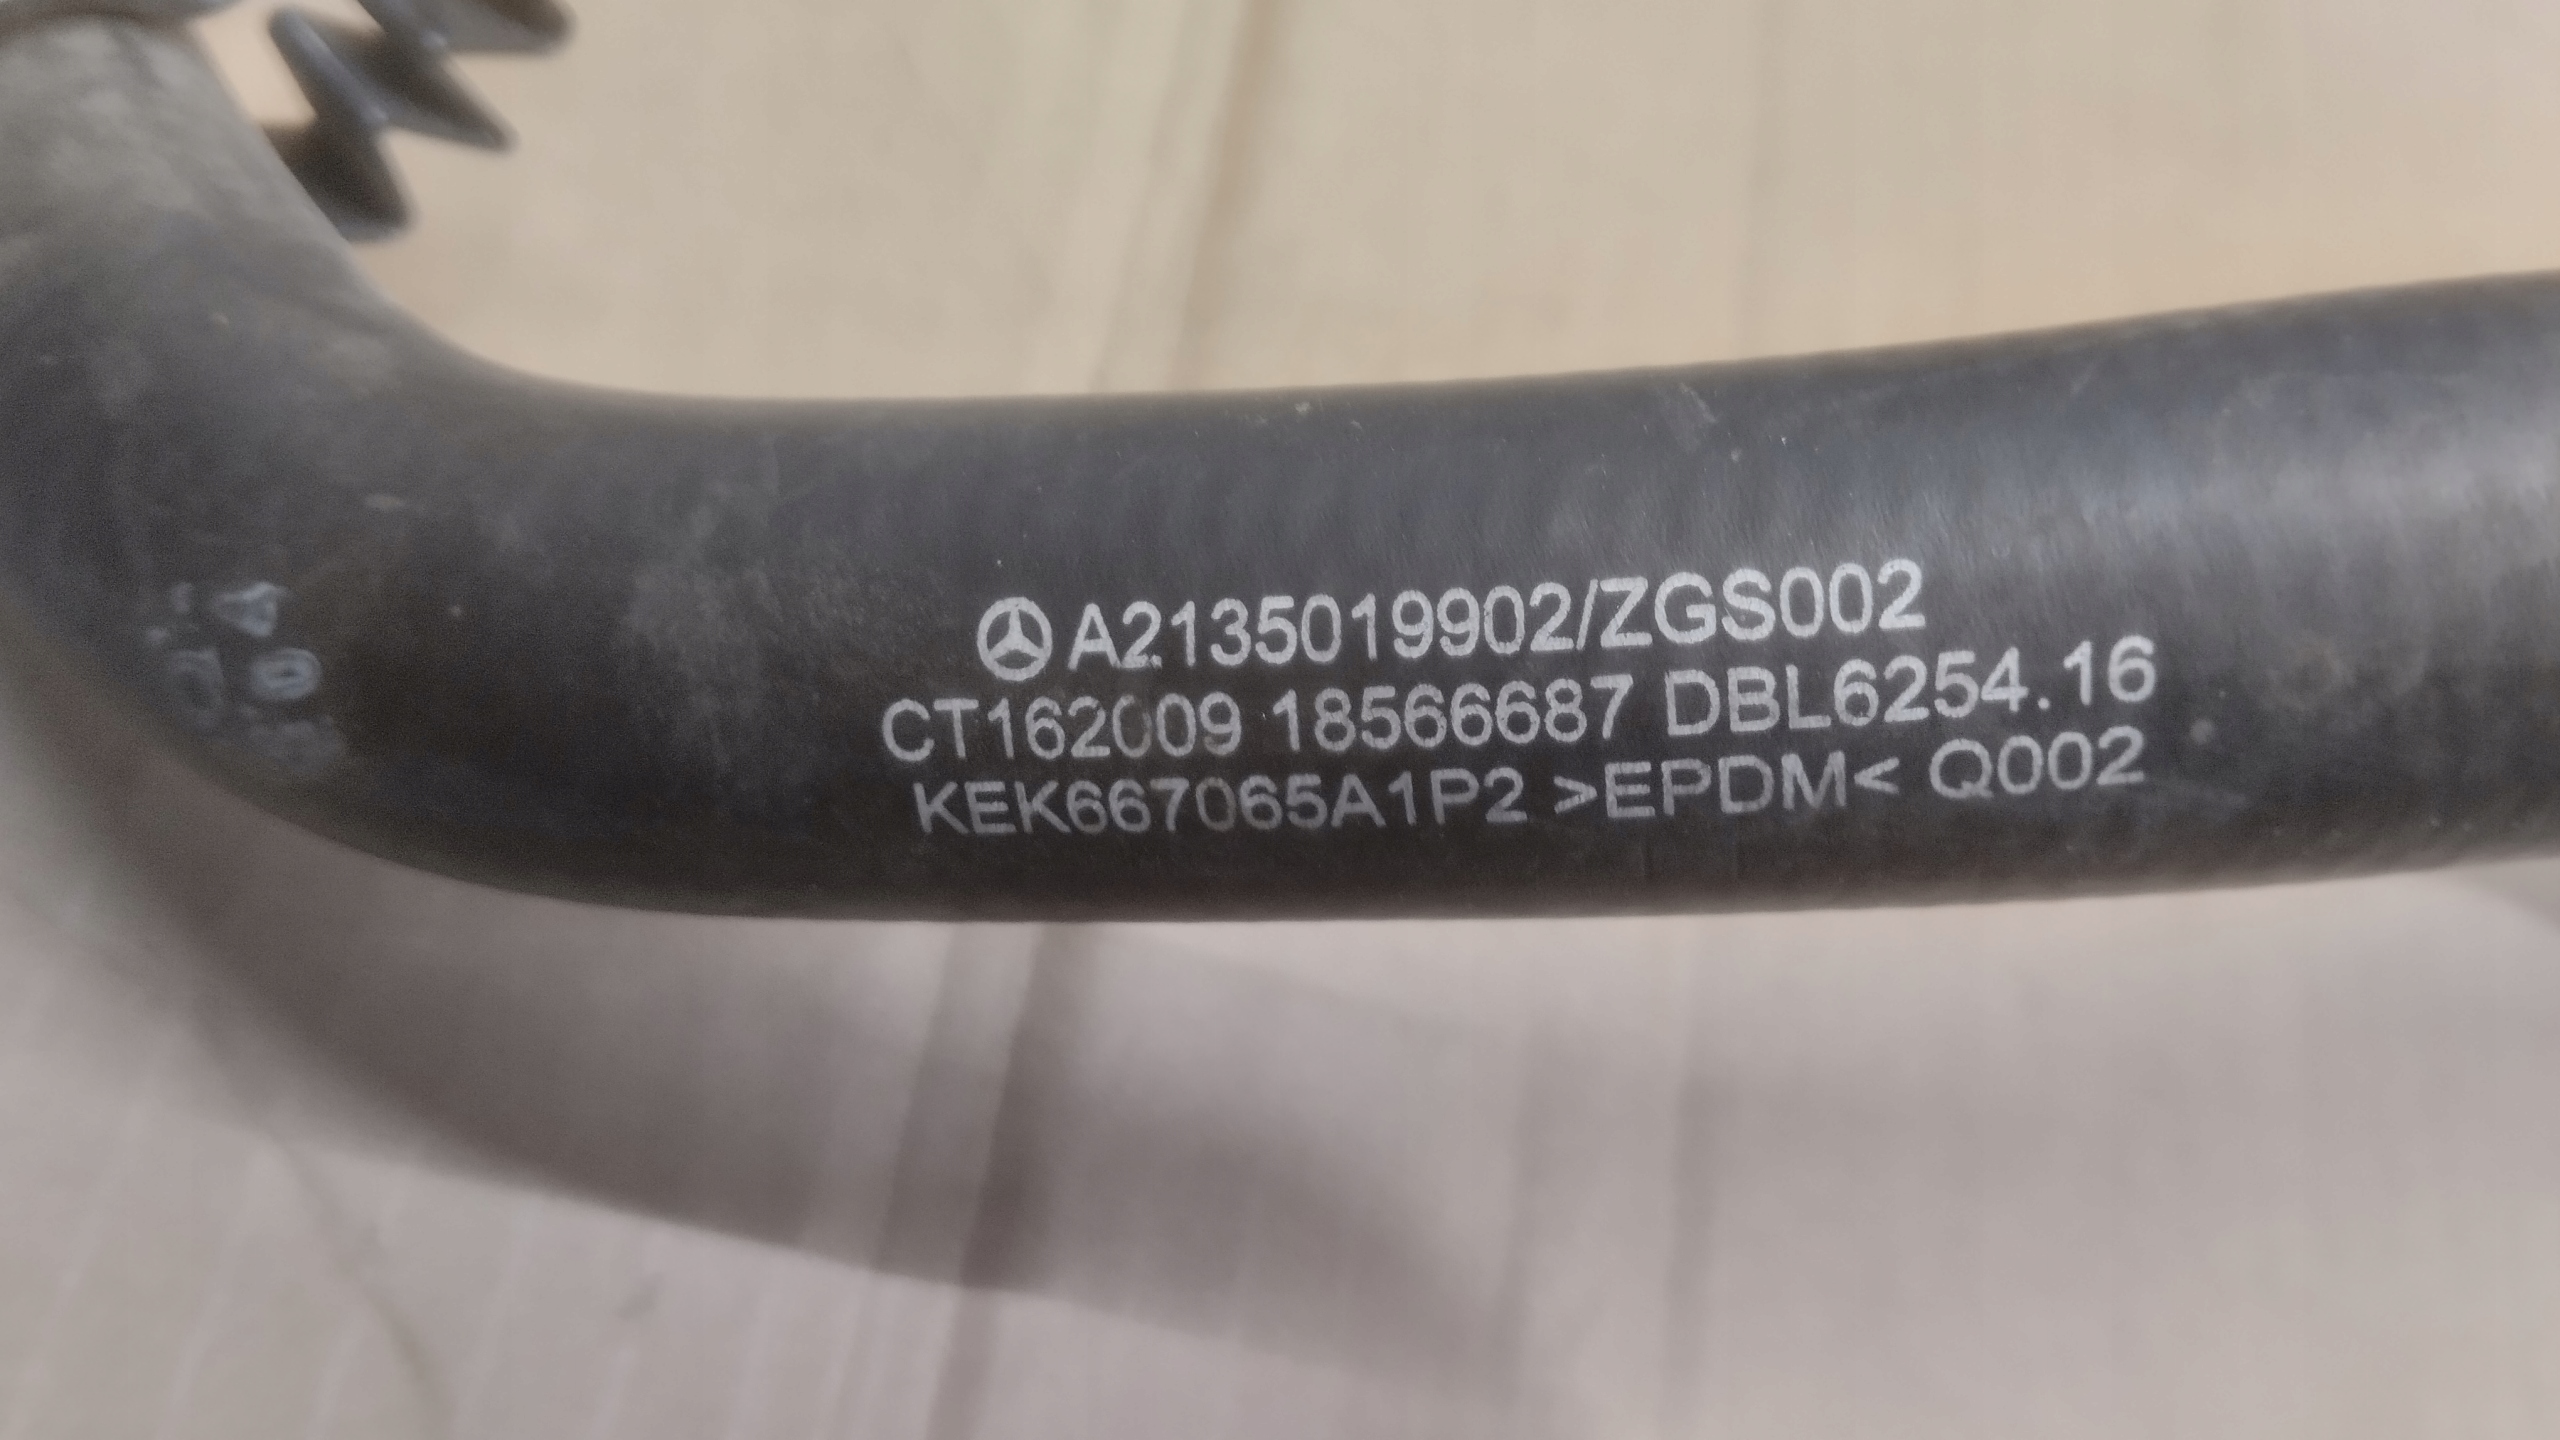 A2135019902/ZGS002
CT162009 18566687 DBL6254.16
KEK667065A1P2 >EPDM< Q002